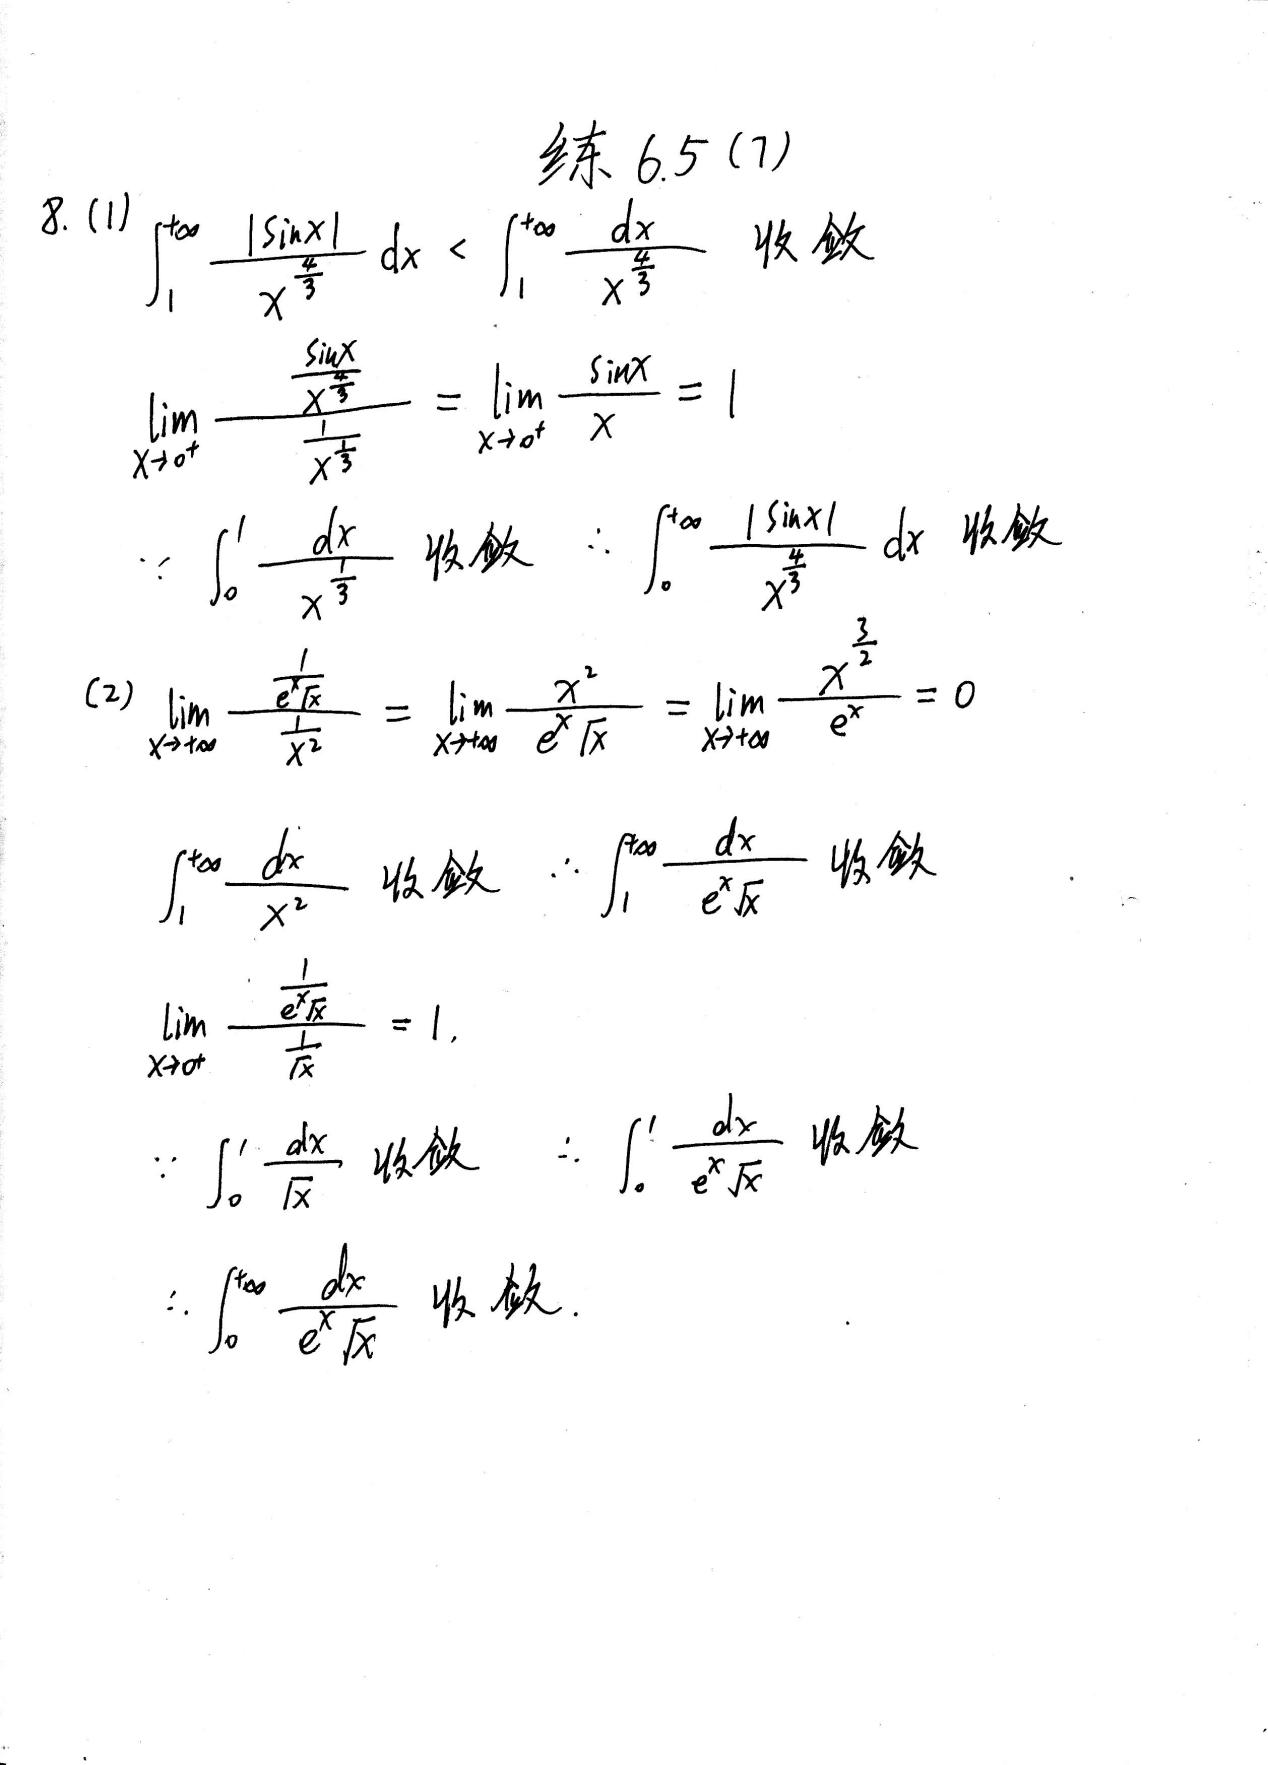 练 6.5 (7)
8. (1) $\int_1^{+\infty} \frac{|\sin x|}{x^{\frac{4}{3}}} dx < \int_1^{+\infty} \frac{dx}{x^{\frac{4}{3}}}$ 收敛
$\lim_{x \to 0^+} \frac{\frac{\sin x}{x^{\frac{4}{3}}}}{\frac{1}{x^{\frac{1}{3}}}} = \lim_{x \to 0^+} \frac{\sin x}{x} = 1$
∵ $\int_0^1 \frac{dx}{x^{\frac{1}{3}}}$ 收敛 ∴ $\int_0^{+\infty} \frac{|\sin x|}{x^{\frac{4}{3}}} dx$ 收敛
(2) $\lim_{x \to +\infty} \frac{\frac{1}{e^x \sqrt{x}}}{\frac{1}{x^2}} = \lim_{x \to +\infty} \frac{x^2}{e^x \sqrt{x}} = \lim_{x \to +\infty} \frac{x^{\frac{3}{2}}}{e^x} = 0$
$\int_1^{+\infty} \frac{dx}{x^2}$ 收敛 ∴ $\int_1^{+\infty} \frac{dx}{e^x \sqrt{x}}$ 收敛
$\lim_{x \to 0^+} \frac{\frac{1}{e^x \sqrt{x}}}{\frac{1}{\sqrt{x}}} = 1.$
∵ $\int_0^1 \frac{dx}{\sqrt{x}}$ 收敛 ∴ $\int_0^1 \frac{dx}{e^x \sqrt{x}}$ 收敛
∴ $\int_0^{+\infty} \frac{dx}{e^x \sqrt{x}}$ 收敛.